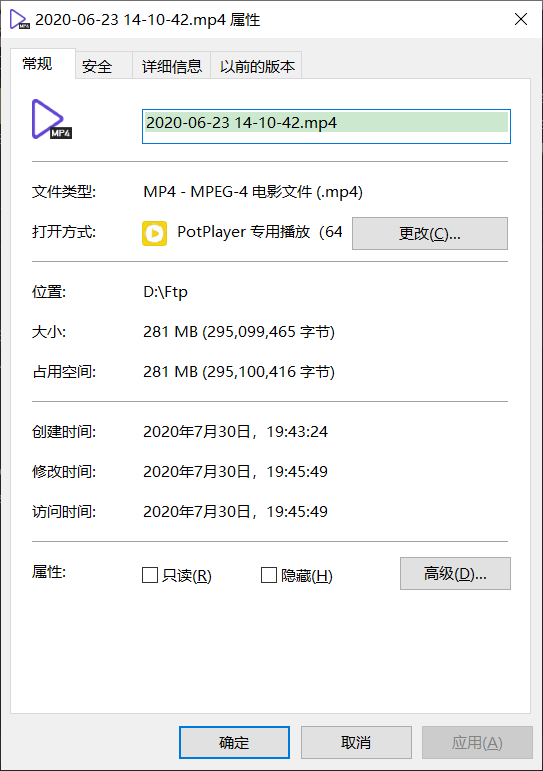 2020-06-23 14-10-42.mp4 属性
常规 安全 详细信息 以前的版本
MP4
2020-06-23 14-10-42.mp4
文件类型: MP4 - MPEG-4 电影文件 (.mp4)
打开方式: PotPlayer 专用播放（64 更改(C)...
位置: D:\Ftp
大小: 281 MB (295,099,465 字节)
占用空间: 281 MB (295,100,416 字节)
创建时间: 2020年7月30日，19:43:24
修改时间: 2020年7月30日，19:45:49
访问时间: 2020年7月30日，19:45:49
属性: 只读(R) 隐藏(H) 高级(D)...
确定 取消 应用(A)